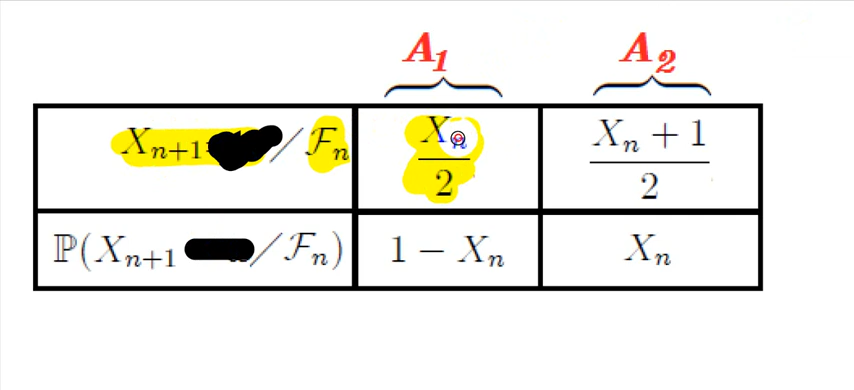 A₁ A₂
Xₙ₊₁ / ℱₙ Xₙ/2 (Xₙ + 1)/2
ℙ(Xₙ₊₁ / ℱₙ) 1 − Xₙ Xₙ